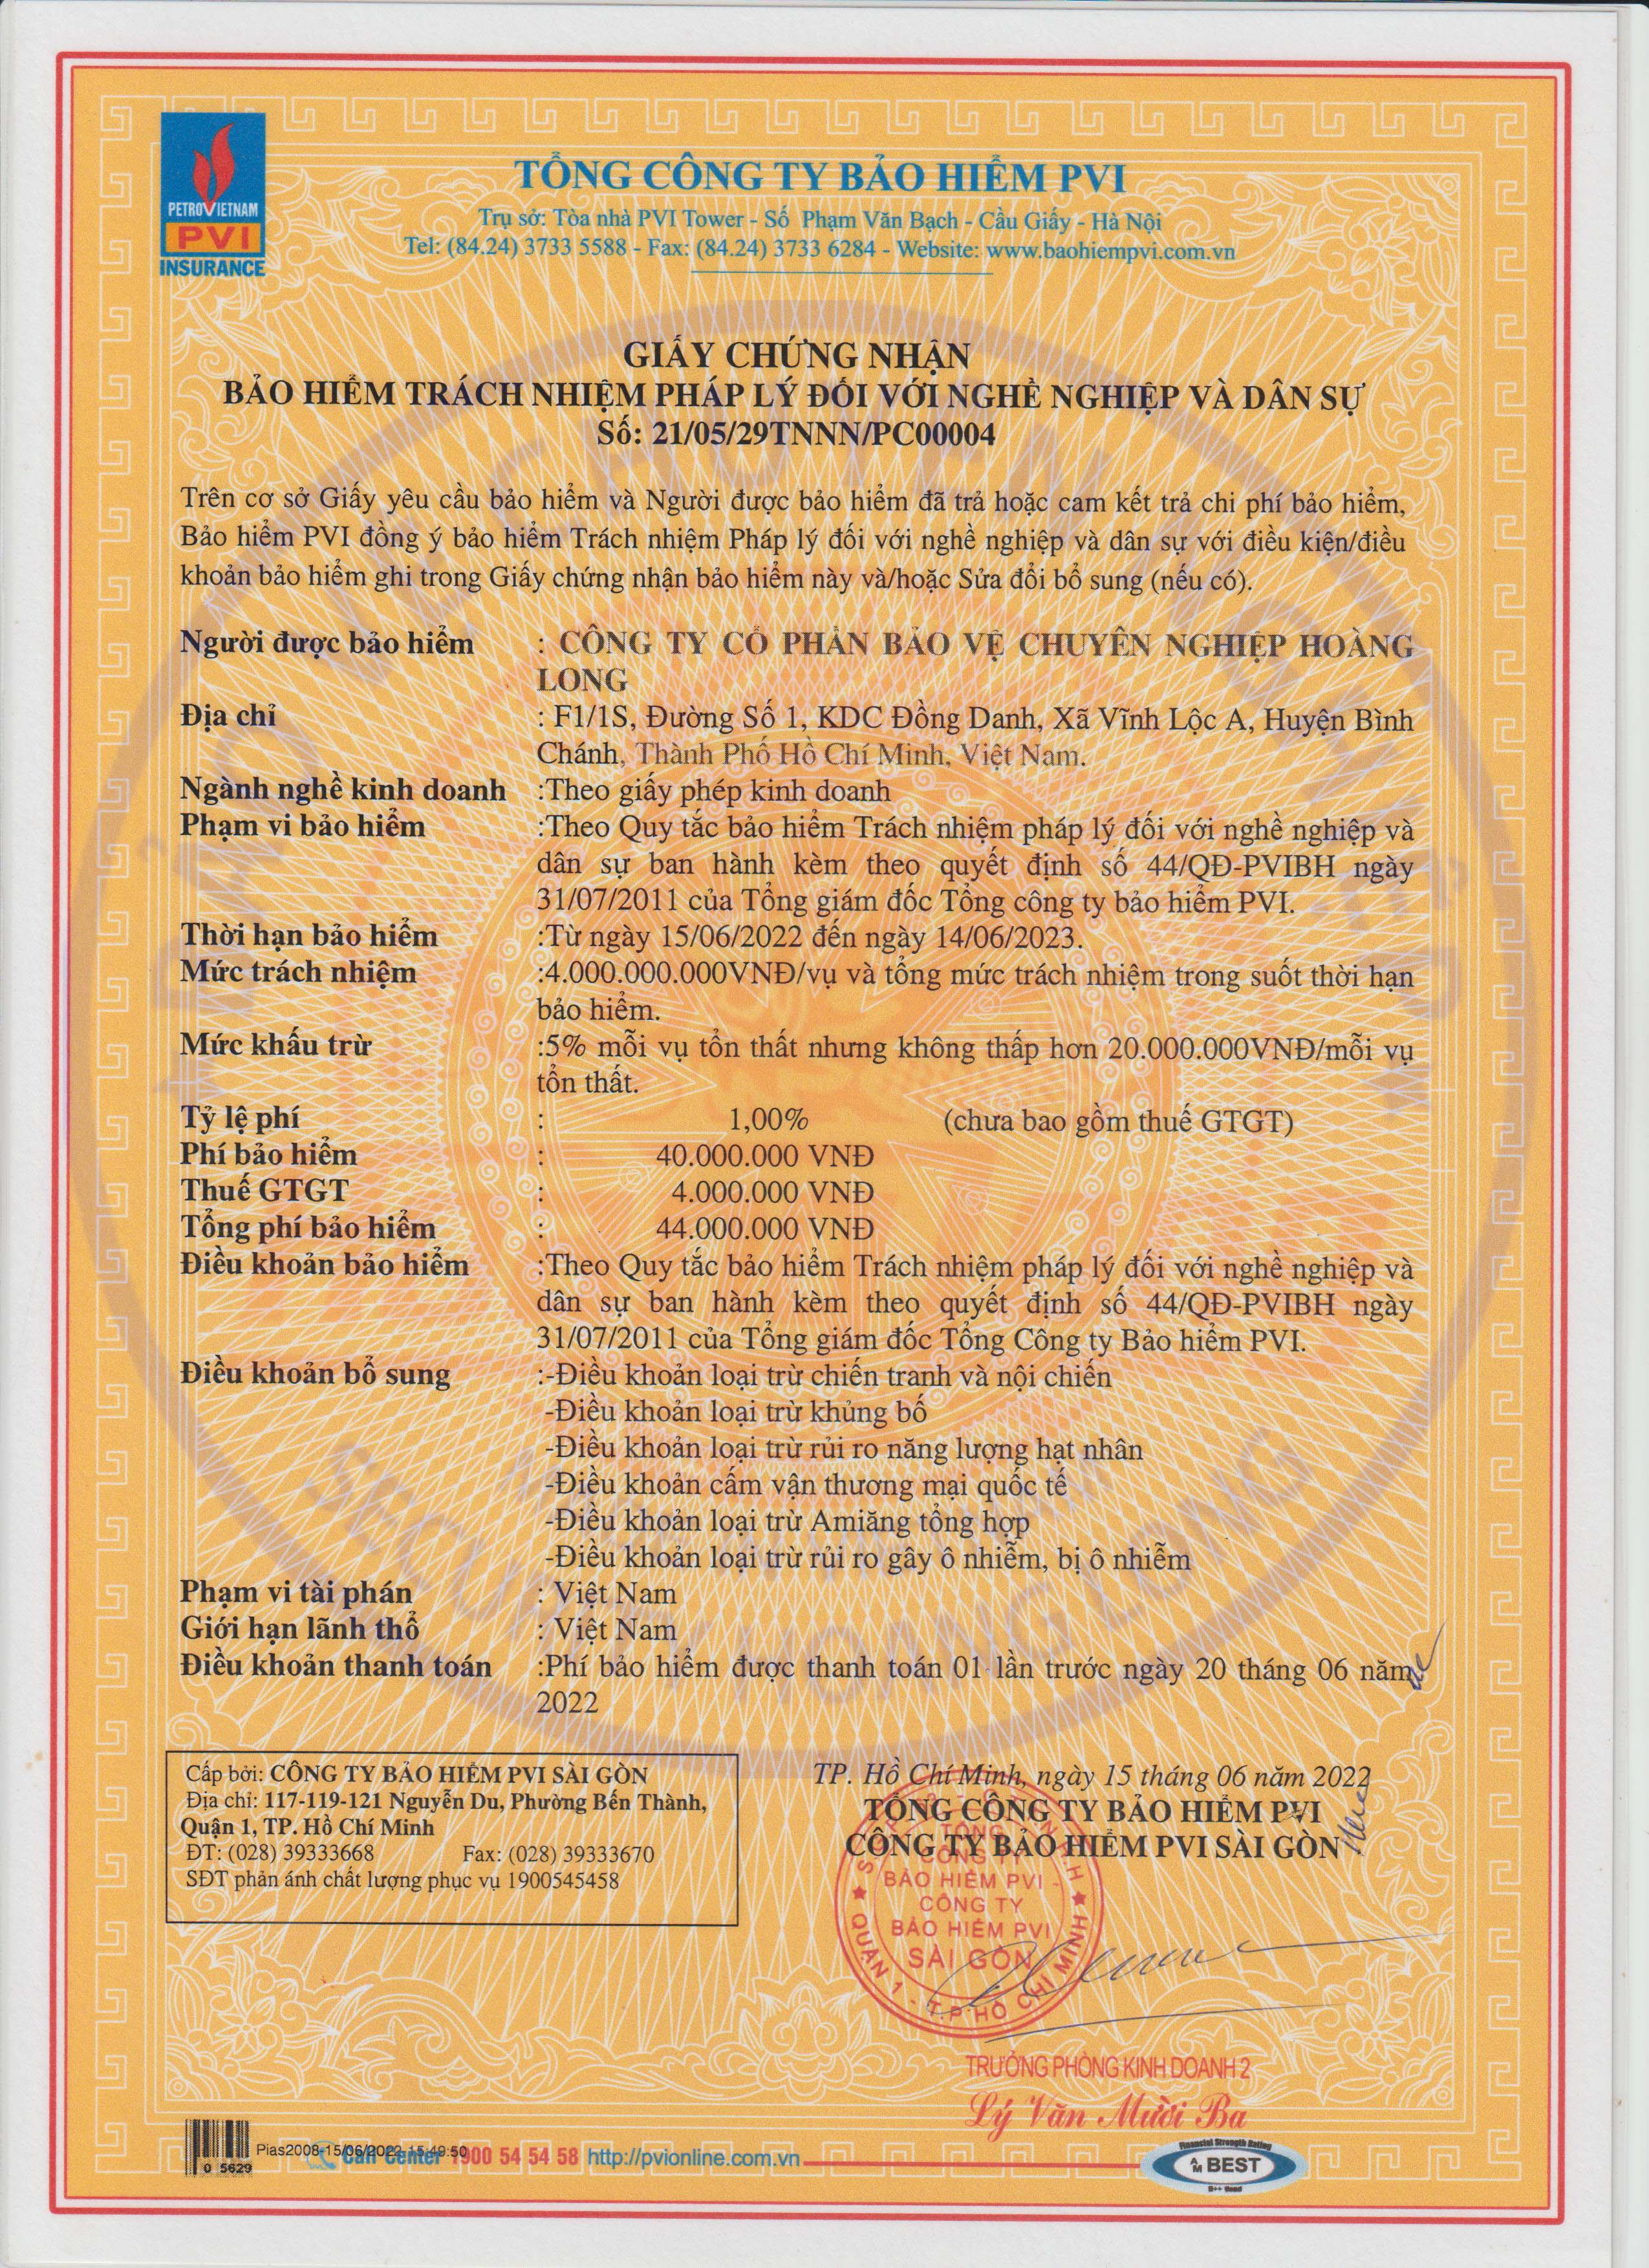 PETROVIETNAM
PVI
INSURANCE
TỔNG CÔNG TY BẢO HIỂM PVI
Trụ sở: Tòa nhà PVI Tower - Số Phạm Văn Bạch - Cầu Giấy - Hà Nội
Tel: (84.24) 3733 5588 - Fax: (84.24) 3733 6284 - Website: www.baohiempvi.com.vn
GIẤY CHỨNG NHẬN
BẢO HIỂM TRÁCH NHIỆM PHÁP LÝ ĐỐI VỚI NGHỀ NGHIỆP VÀ DÂN SỰ
Số: 21/05/29TNNN/PC00004
Trên cơ sở Giấy yêu cầu bảo hiểm và Người được bảo hiểm đã trả hoặc cam kết trả chi phí bảo hiểm,
Bảo hiểm PVI đồng ý bảo hiểm Trách nhiệm Pháp lý đối với nghề nghiệp và dân sự với điều kiện/điều
khoản bảo hiểm ghi trong Giấy chứng nhận bảo hiểm này và/hoặc Sửa đổi bổ sung (nếu có).
Người được bảo hiểm : CÔNG TY CỔ PHẦN BẢO VỆ CHUYÊN NGHIỆP HOÀNG
LONG
Địa chỉ : F1/1S, Đường Số 1, KDC Đồng Danh, Xã Vĩnh Lộc A, Huyện Bình
Chánh, Thành Phố Hồ Chí Minh, Việt Nam.
Ngành nghề kinh doanh :Theo giấy phép kinh doanh
Phạm vi bảo hiểm :Theo Quy tắc bảo hiểm Trách nhiệm pháp lý đối với nghề nghiệp và
dân sự ban hành kèm theo quyết định số 44/QĐ-PVIBH ngày
31/07/2011 của Tổng giám đốc Tổng công ty bảo hiểm PVI.
Thời hạn bảo hiểm :Từ ngày 15/06/2022 đến ngày 14/06/2023.
Mức trách nhiệm :4.000.000.000VNĐ/vụ và tổng mức trách nhiệm trong suốt thời hạn
bảo hiểm.
Mức khấu trừ :5% mỗi vụ tổn thất nhưng không thấp hơn 20.000.000VNĐ/mỗi vụ
tổn thất.
Tỷ lệ phí : 1,00% (chưa bao gồm thuế GTGT)
Phí bảo hiểm : 40.000.000 VNĐ
Thuế GTGT : 4.000.000 VNĐ
Tổng phí bảo hiểm : 44.000.000 VNĐ
Điều khoản bảo hiểm :Theo Quy tắc bảo hiểm Trách nhiệm pháp lý đối với nghề nghiệp và
dân sự ban hành kèm theo quyết định số 44/QĐ-PVIBH ngày
31/07/2011 của Tổng giám đốc Tổng Công ty Bảo hiểm PVI.
Điều khoản bổ sung :-Điều khoản loại trừ chiến tranh và nội chiến
-Điều khoản loại trừ khủng bố
-Điều khoản loại trừ rủi ro năng lượng hạt nhân
-Điều khoản cấm vận thương mại quốc tế
-Điều khoản loại trừ Amiăng tổng hợp
-Điều khoản loại trừ rủi ro gây ô nhiễm, bị ô nhiễm
Phạm vi tài phán : Việt Nam
Giới hạn lãnh thổ : Việt Nam
Điều khoản thanh toán :Phí bảo hiểm được thanh toán 01 lần trước ngày 20 tháng 06 năm
2022
Cấp bởi: CÔNG TY BẢO HIỂM PVI SÀI GÒN
Địa chỉ: 117-119-121 Nguyễn Du, Phường Bến Thành,
Quận 1, TP. Hồ Chí Minh
ĐT: (028) 39333668 Fax: (028) 39333670
SĐT phản ánh chất lượng phục vụ 1900545458
TP. Hồ Chí Minh, ngày 15 tháng 06 năm 2022
TỔNG CÔNG TY BẢO HIỂM PVI
CÔNG TY BẢO HIỂM PVI SÀI GÒN
TỔNG
CÔNG TY
BẢO HIỂM PVI -
CÔNG TY
BẢO HIỂM PVI
SÀI GÒN
QUẬN 1 - T.P HỒ CHÍ MINH
TRƯỞNG PHÒNG KINH DOANH 2
Lý Văn Mười Ba
0 5629
Pias2008-15/06/2022 15:49:50
Call Center 1900 54 54 58 http://pvionline.com.vn
Financial Strength Rating
AM BEST
B++ Good